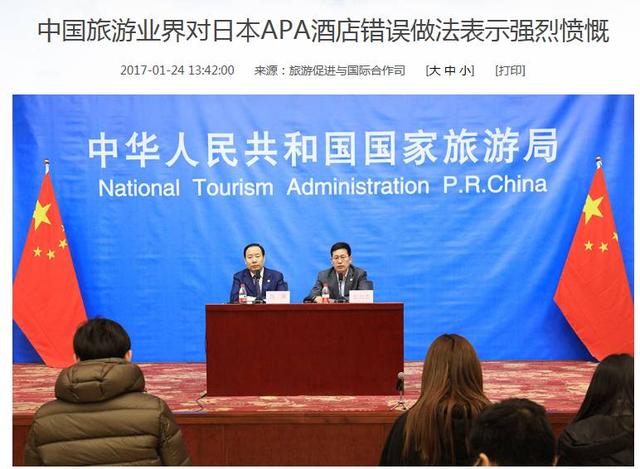 中国旅游业界对日本APA酒店错误做法表示强烈愤慨
2017-01-24 13:42:00 来源：旅游促进与国际合作司 [大 中 小] [打印]
中华人民共和国国家旅游局
National Tourism Administration P.R.China